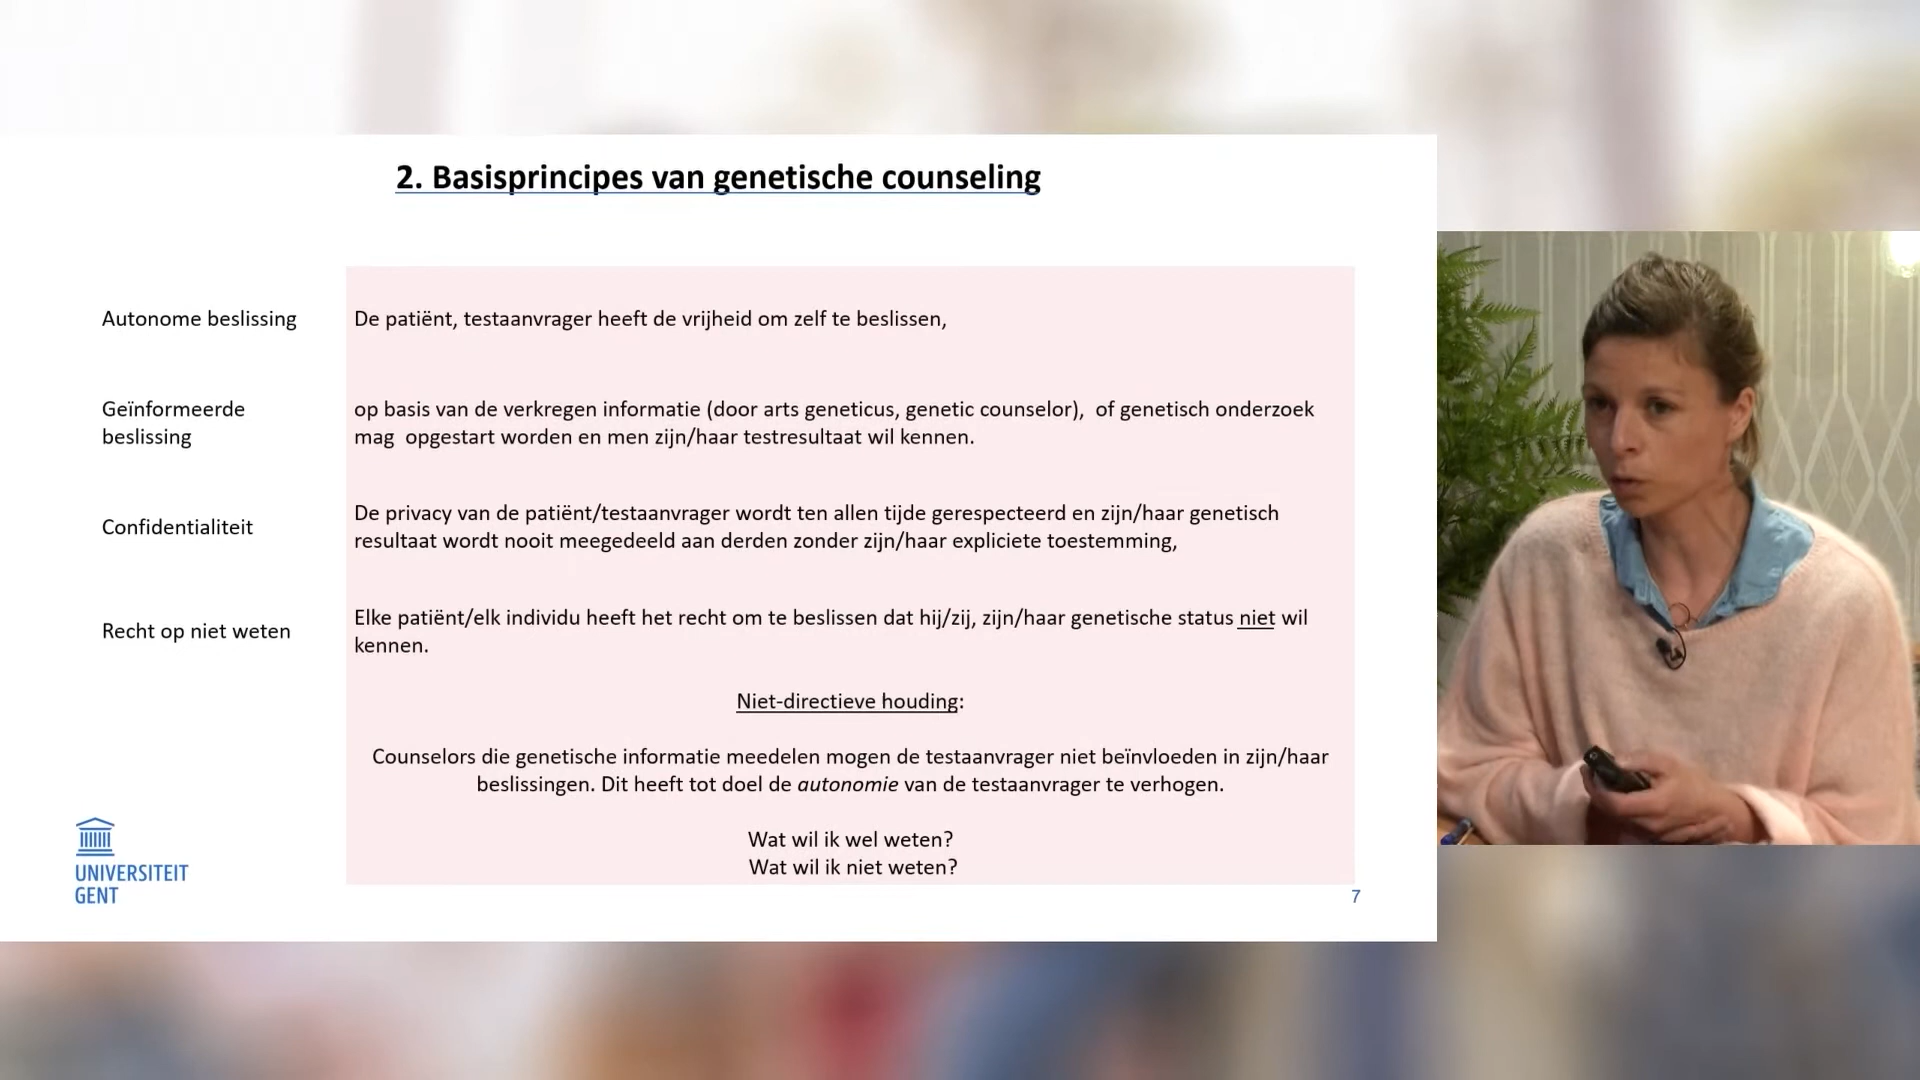 2. Basisprincipes van genetische counseling
Autonome beslissing
De patiënt, testaanvrager heeft de vrijheid om zelf te beslissen,
Geïnformeerde
beslissing
op basis van de verkregen informatie (door arts geneticus, genetic counselor),  of genetisch onderzoek
mag  opgestart worden en men zijn/haar testresultaat wil kennen.
Confidentialiteit
De privacy van de patiënt/testaanvrager wordt ten allen tijde gerespecteerd en zijn/haar genetisch
resultaat wordt nooit meegedeeld aan derden zonder zijn/haar expliciete toestemming,
Recht op niet weten
Elke patiënt/elk individu heeft het recht om te beslissen dat hij/zij, zijn/haar genetische status niet wil
kennen.
Niet-directieve houding:
Counselors die genetische informatie meedelen mogen de testaanvrager niet beïnvloeden in zijn/haar
beslissingen. Dit heeft tot doel de autonomie van de testaanvrager te verhogen.
Wat wil ik wel weten?
Wat wil ik niet weten?
UNIVERSITEIT
GENT
7